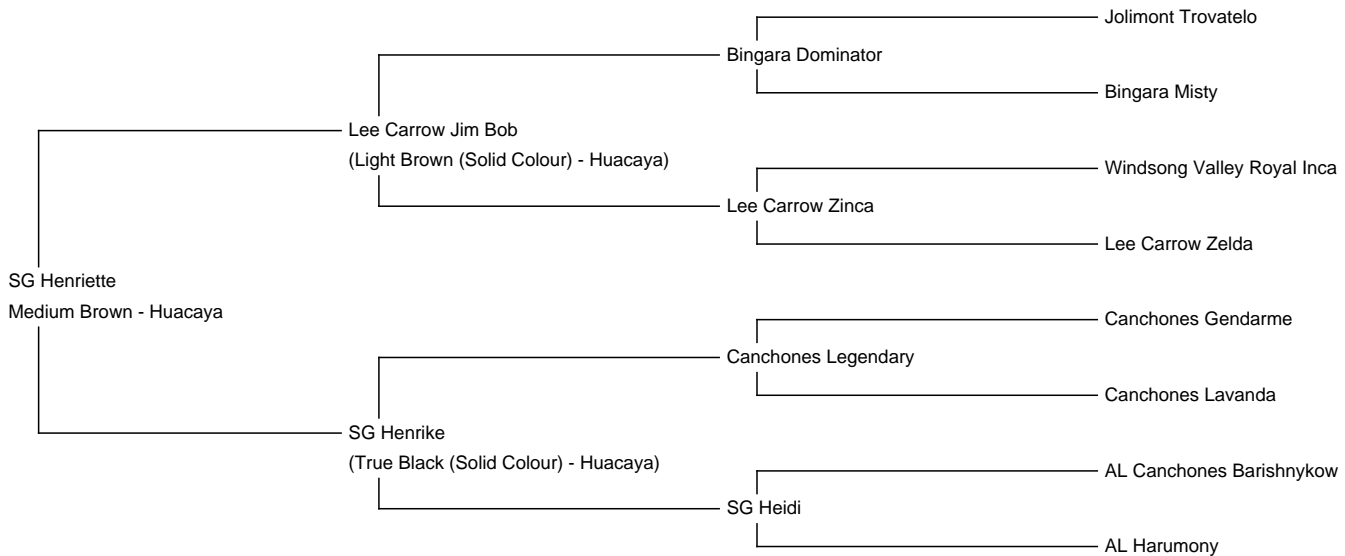 Jolimont Trovatelo
Bingara Dominator
Bingara Misty
Lee Carrow Jim Bob
(Light Brown (Solid Colour) - Huacaya)
Windsong Valley Royal Inca
Lee Carrow Zinca
Lee Carrow Zelda
SG Henriette
Medium Brown - Huacaya
Canchones Gendarme
Canchones Legendary
Canchones Lavanda
SG Henrike
(True Black (Solid Colour) - Huacaya)
AL Canchones Barishnykow
SG Heidi
AL Harumony